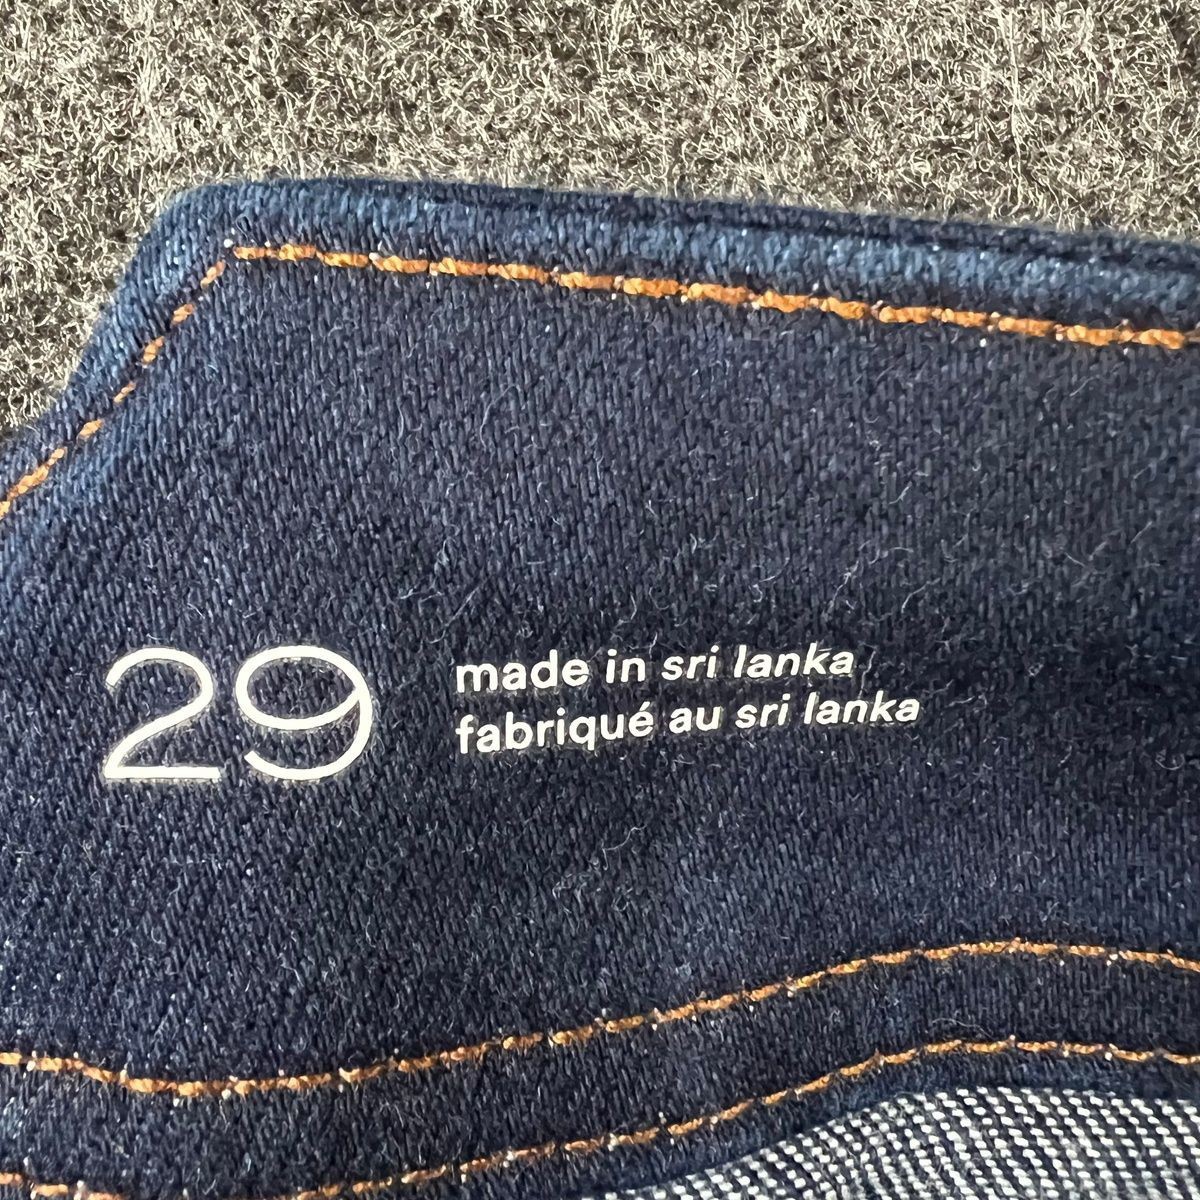 29
made in sri lanka
fabriqué au sri lanka